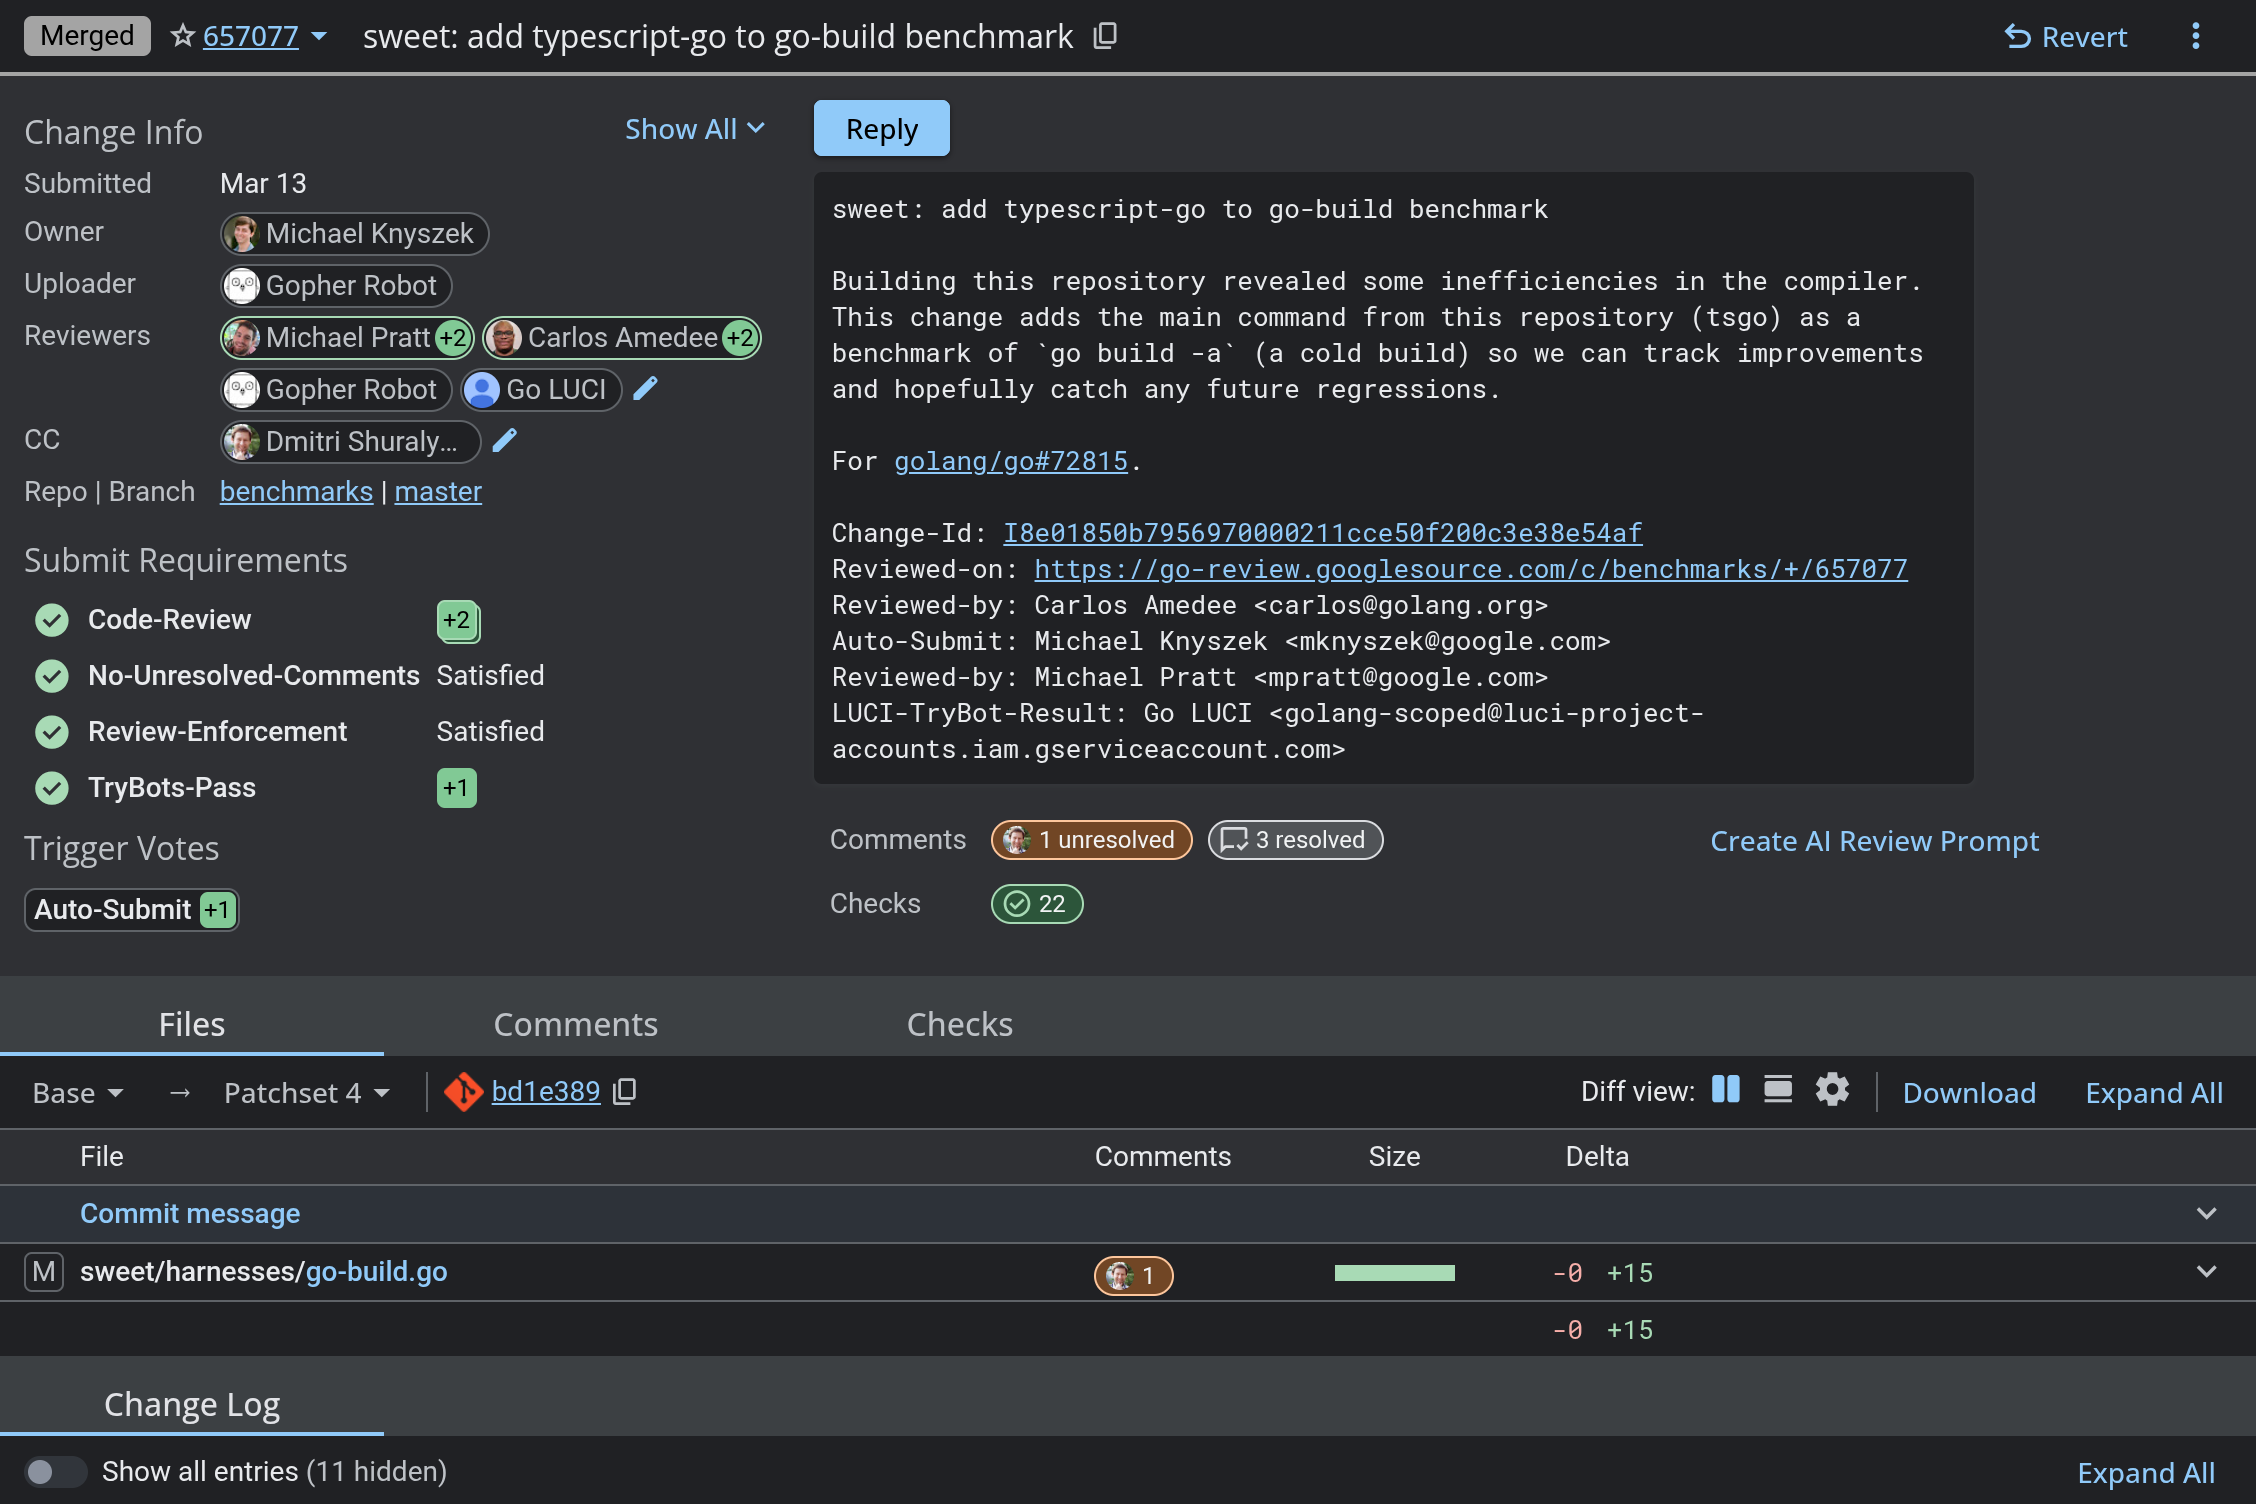 Merged 657077 sweet: add typescript-go to go-build benchmark Revert
Change Info Show All
Submitted Mar 13
Owner Michael Knyszek
Uploader Gopher Robot
Reviewers Michael Pratt +2 Carlos Amedee +2
Gopher Robot Go LUCI
CC Dmitri Shuraly...
Repo | Branch benchmarks | master
Submit Requirements
Code-Review +2
No-Unresolved-Comments Satisfied
Review-Enforcement Satisfied
TryBots-Pass +1
Trigger Votes
Auto-Submit +1
Reply
sweet: add typescript-go to go-build benchmark
Building this repository revealed some inefficiencies in the compiler.
This change adds the main command from this repository (tsgo) as a
benchmark of `go build -a` (a cold build) so we can track improvements
and hopefully catch any future regressions.
For golang/go#72815.
Change-Id: I8e01850b7956970000211cce50f200c3e38e54af
Reviewed-on: https://go-review.googlesource.com/c/benchmarks/+/657077
Reviewed-by: Carlos Amedee <carlos@golang.org>
Auto-Submit: Michael Knyszek <mknyszek@google.com>
Reviewed-by: Michael Pratt <mpratt@google.com>
LUCI-TryBot-Result: Go LUCI <golang-scoped@luci-project-
accounts.iam.gserviceaccount.com>
Comments 1 unresolved 3 resolved Create AI Review Prompt
Checks 22
Files Comments Checks
Base → Patchset 4 bd1e389 Diff view: Download Expand All
File Comments Size Delta
Commit message
M sweet/harnesses/go-build.go 1 -0 +15
-0 +15
Change Log
Show all entries (11 hidden) Expand All